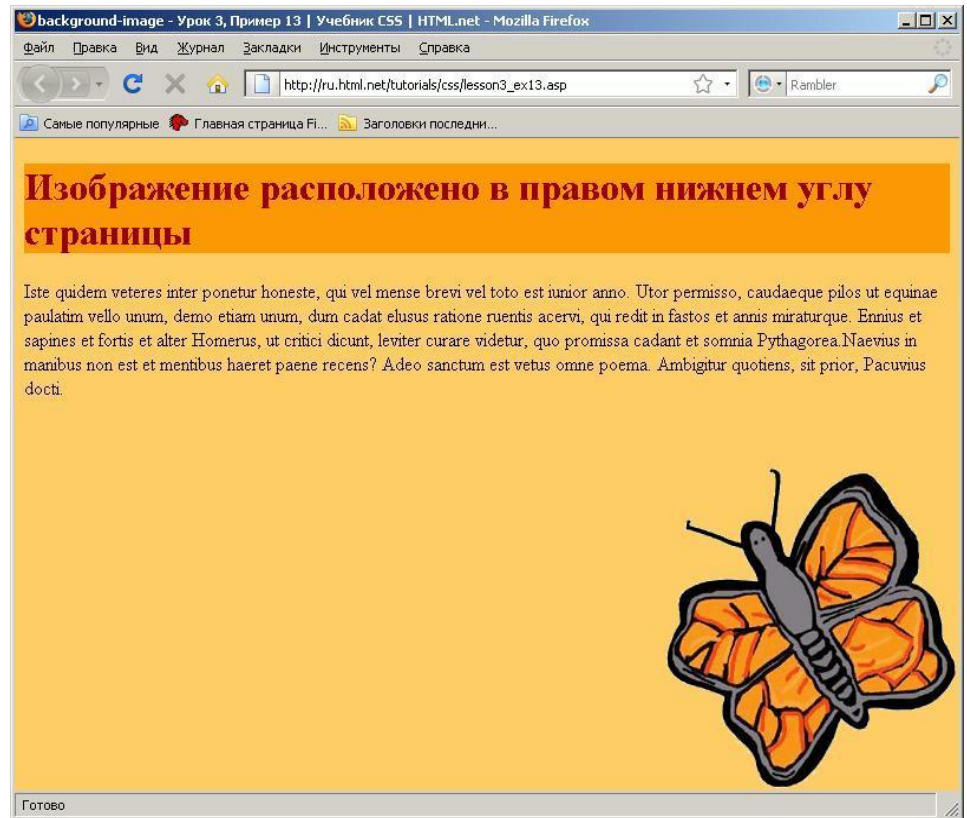 background-image - Урок 3, Пример 13 | Учебник CSS | HTML.net - Mozilla Firefox
Файл Правка Вид Журнал Закладки Инструменты Справка
http://ru.html.net/tutorials/css/lesson3_ex13.asp Rambler
Самые популярные Главная страница Fi... Заголовки последни...
Изображение расположено в правом нижнем углу
страницы
Iste quidem veteres inter ponetur honeste, qui vel mense brevi vel toto est iunior anno. Utor permisso, caudaeque pilos ut equinae
paulatim vello unum, demo etiam unum, dum cadat elusus ratione ruentis acervi, qui redit in fastos et annis miraturque. Ennius et
sapines et fortis et alter Homerus, ut critici dicunt, leviter curare videtur, quo promissa cadant et somnia Pythagorea.Naevius in
manibus non est et mentibus haeret paene recens? Adeo sanctum est vetus omne poema. Ambigitur quotiens, sit prior, Pacuvius
docti.
Готово